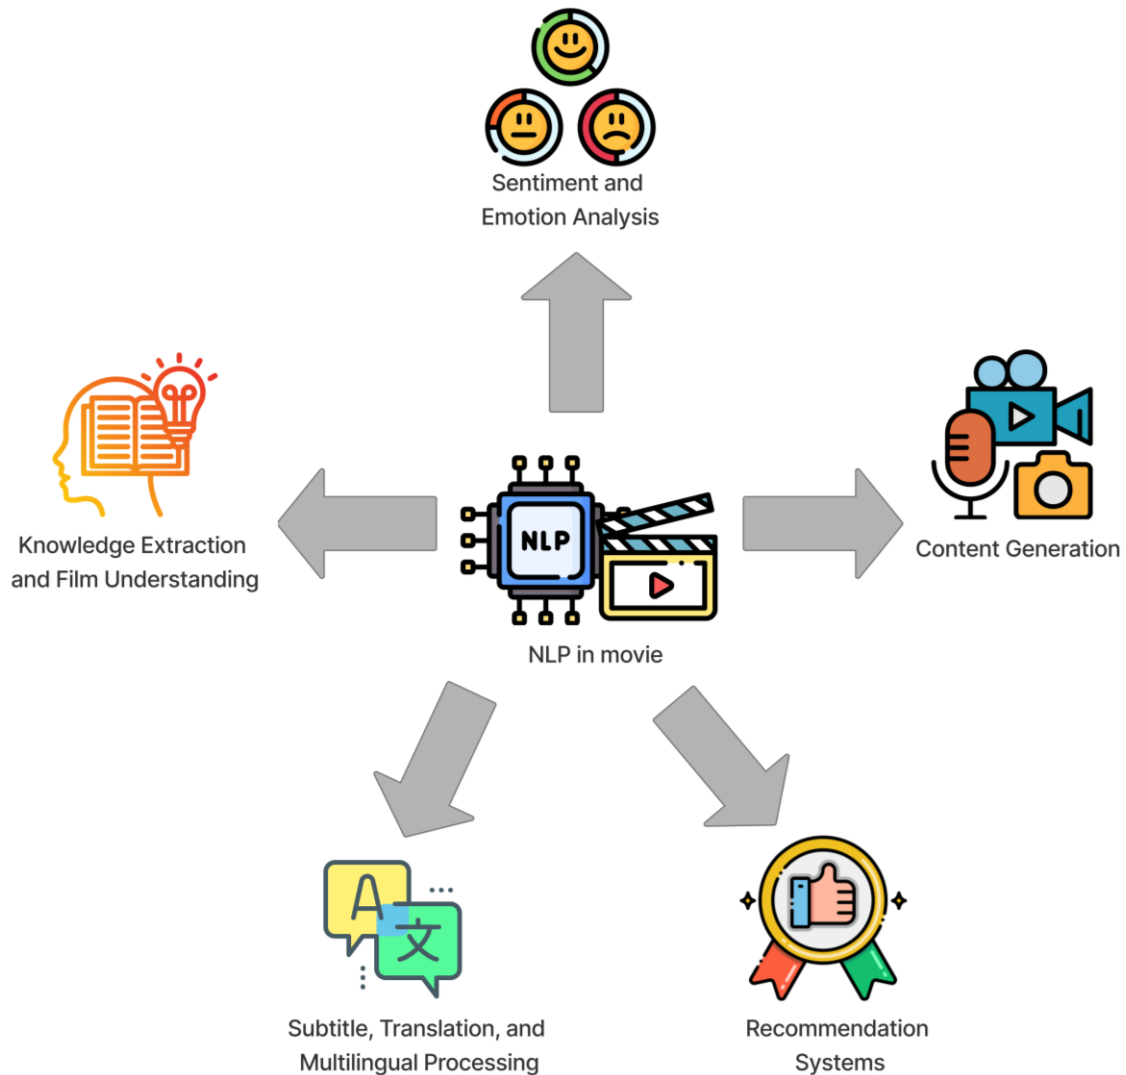 Sentiment and
Emotion Analysis
Knowledge Extraction
and Film Understanding
NLP
Content Generation
NLP in movie
A
文
Subtitle, Translation, and
Multilingual Processing
Recommendation
Systems